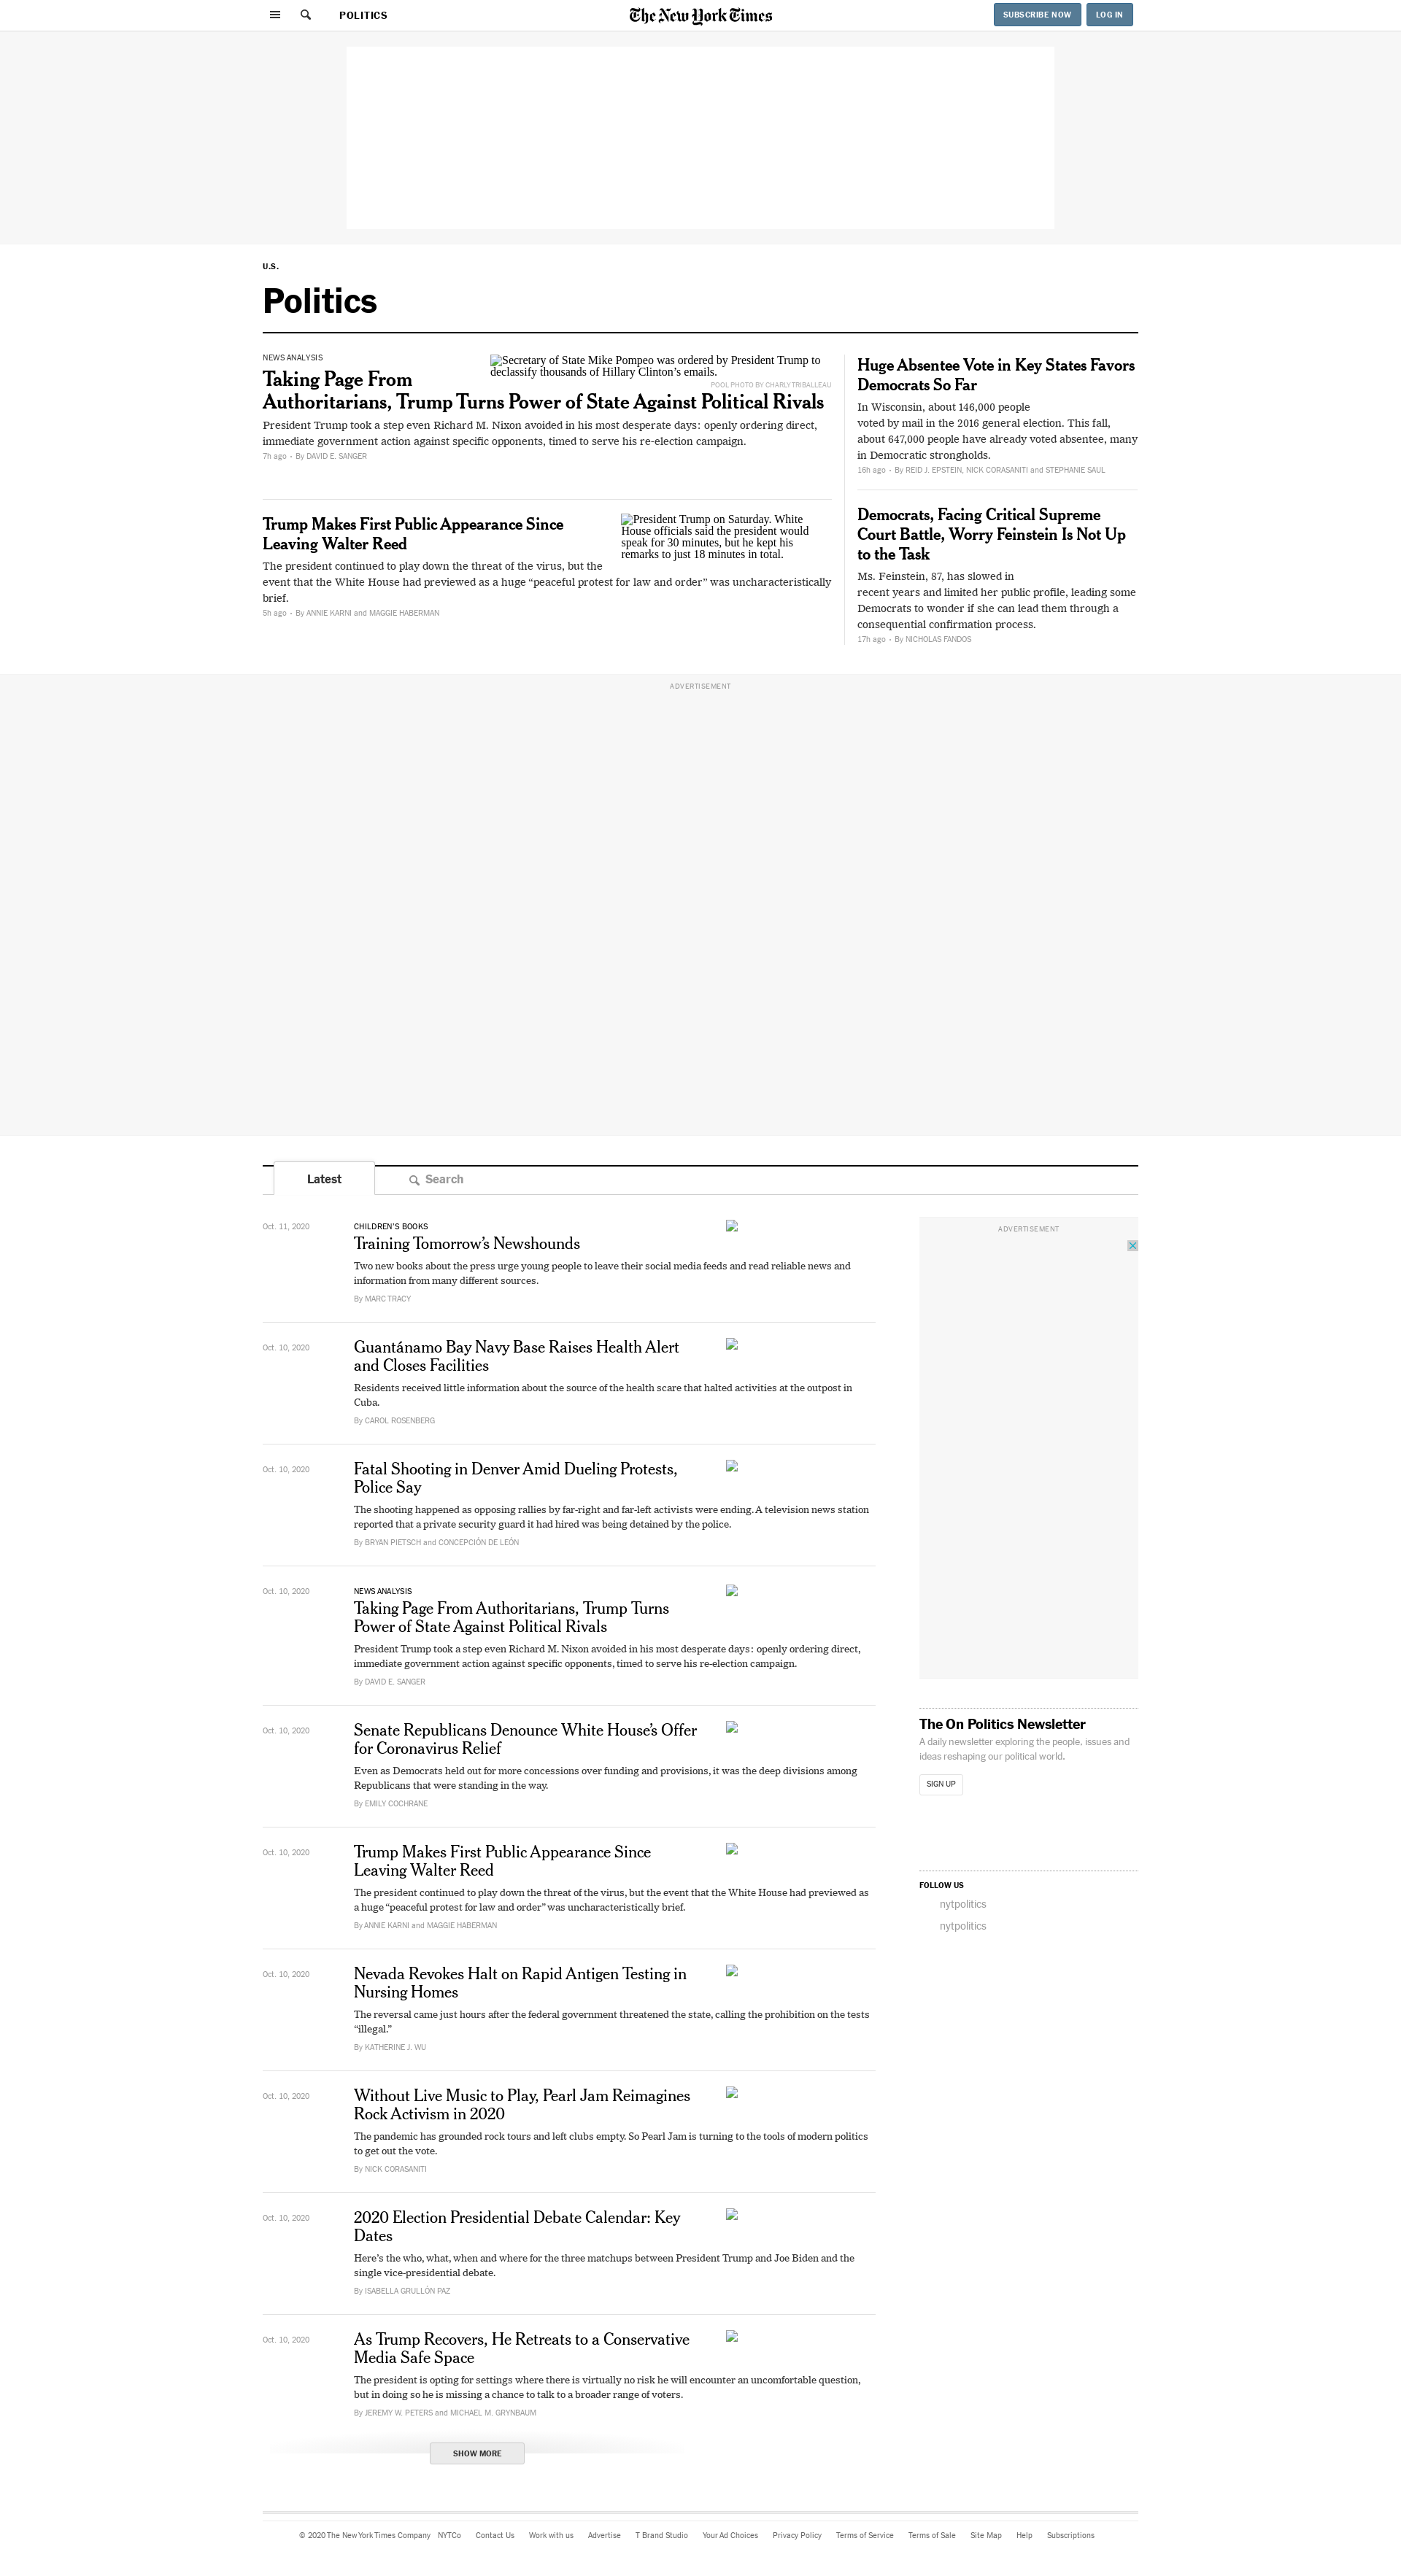 POLITICS
The New York Times
SUBSCRIBE NOW
LOG IN
U.S.
Politics
NEWS ANALYSIS
Taking Page From
Authoritarians, Trump Turns Power of State Against Political Rivals
Secretary of State Mike Pompeo was ordered by President Trump to
declassify thousands of Hillary Clinton’s emails.
POOL PHOTO BY CHARLY TRIBALLEAU
President Trump took a step even Richard M. Nixon avoided in his most desperate days: openly ordering direct,
immediate government action against specific opponents, timed to serve his re-election campaign.
7h ago • By DAVID E. SANGER
Trump Makes First Public Appearance Since
Leaving Walter Reed
President Trump on Saturday. White
House officials said the president would
speak for 30 minutes, but he kept his
remarks to just 18 minutes in total.
The president continued to play down the threat of the virus, but the
event that the White House had previewed as a huge “peaceful protest for law and order” was uncharacteristically
brief.
5h ago • By ANNIE KARNI and MAGGIE HABERMAN
Huge Absentee Vote in Key States Favors
Democrats So Far
In Wisconsin, about 146,000 people
voted by mail in the 2016 general election. This fall,
about 647,000 people have already voted absentee, many
in Democratic strongholds.
16h ago • By REID J. EPSTEIN, NICK CORASANITI and STEPHANIE SAUL
Democrats, Facing Critical Supreme
Court Battle, Worry Feinstein Is Not Up
to the Task
Ms. Feinstein, 87, has slowed in
recent years and limited her public profile, leading some
Democrats to wonder if she can lead them through a
consequential confirmation process.
17h ago • By NICHOLAS FANDOS
ADVERTISEMENT
Latest
Search
Oct. 11, 2020
CHILDREN’S BOOKS
Training Tomorrow’s Newshounds
Two new books about the press urge young people to leave their social media feeds and read reliable news and
information from many different sources.
By MARC TRACY
Oct. 10, 2020
Guantánamo Bay Navy Base Raises Health Alert
and Closes Facilities
Residents received little information about the source of the health scare that halted activities at the outpost in
Cuba.
By CAROL ROSENBERG
Oct. 10, 2020
Fatal Shooting in Denver Amid Dueling Protests,
Police Say
The shooting happened as opposing rallies by far-right and far-left activists were ending. A television news station
reported that a private security guard it had hired was being detained by the police.
By BRYAN PIETSCH and CONCEPCIÓN DE LEÓN
Oct. 10, 2020
NEWS ANALYSIS
Taking Page From Authoritarians, Trump Turns
Power of State Against Political Rivals
President Trump took a step even Richard M. Nixon avoided in his most desperate days: openly ordering direct,
immediate government action against specific opponents, timed to serve his re-election campaign.
By DAVID E. SANGER
Oct. 10, 2020
Senate Republicans Denounce White House’s Offer
for Coronavirus Relief
Even as Democrats held out for more concessions over funding and provisions, it was the deep divisions among
Republicans that were standing in the way.
By EMILY COCHRANE
Oct. 10, 2020
Trump Makes First Public Appearance Since
Leaving Walter Reed
The president continued to play down the threat of the virus, but the event that the White House had previewed as
a huge “peaceful protest for law and order” was uncharacteristically brief.
By ANNIE KARNI and MAGGIE HABERMAN
Oct. 10, 2020
Nevada Revokes Halt on Rapid Antigen Testing in
Nursing Homes
The reversal came just hours after the federal government threatened the state, calling the prohibition on the tests
“illegal.”
By KATHERINE J. WU
Oct. 10, 2020
Without Live Music to Play, Pearl Jam Reimagines
Rock Activism in 2020
The pandemic has grounded rock tours and left clubs empty. So Pearl Jam is turning to the tools of modern politics
to get out the vote.
By NICK CORASANITI
Oct. 10, 2020
2020 Election Presidential Debate Calendar: Key
Dates
Here’s the who, what, when and where for the three matchups between President Trump and Joe Biden and the
single vice-presidential debate.
By ISABELLA GRULLÓN PAZ
Oct. 10, 2020
As Trump Recovers, He Retreats to a Conservative
Media Safe Space
The president is opting for settings where there is virtually no risk he will encounter an uncomfortable question,
but in doing so he is missing a chance to talk to a broader range of voters.
By JEREMY W. PETERS and MICHAEL M. GRYNBAUM
SHOW MORE
ADVERTISEMENT
The On Politics Newsletter
A daily newsletter exploring the people, issues and
ideas reshaping our political world.
SIGN UP
FOLLOW US
nytpolitics
nytpolitics
© 2020 The New York Times Company NYTCo Contact Us Work with us Advertise T Brand Studio Your Ad Choices Privacy Policy Terms of Service Terms of Sale Site Map Help Subscriptions